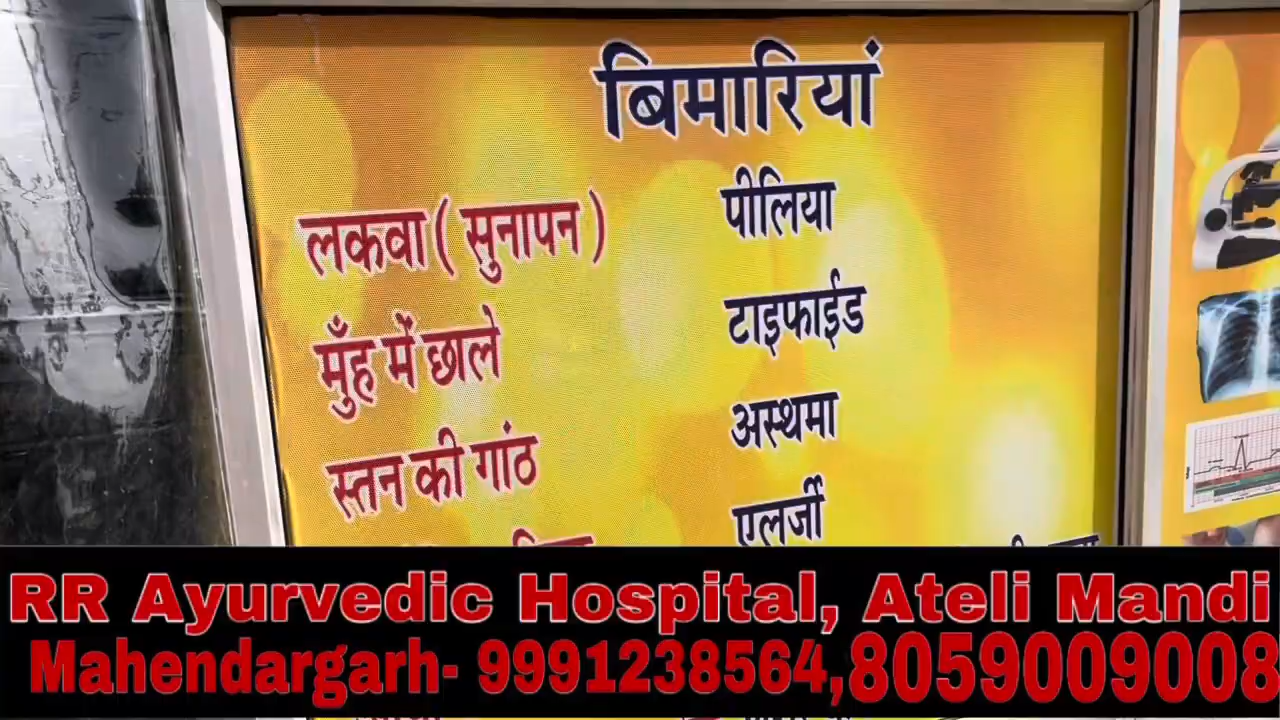 बिमारियां
लकवा ( सुनापन )
मुँह में छाले
स्तन की गांठ
पीलिया
टाइफाईड
अस्थमा
एलर्जी
RR Ayurvedic Hospital, Ateli Mandi
Mahendargarh- 9991238564,8059009008